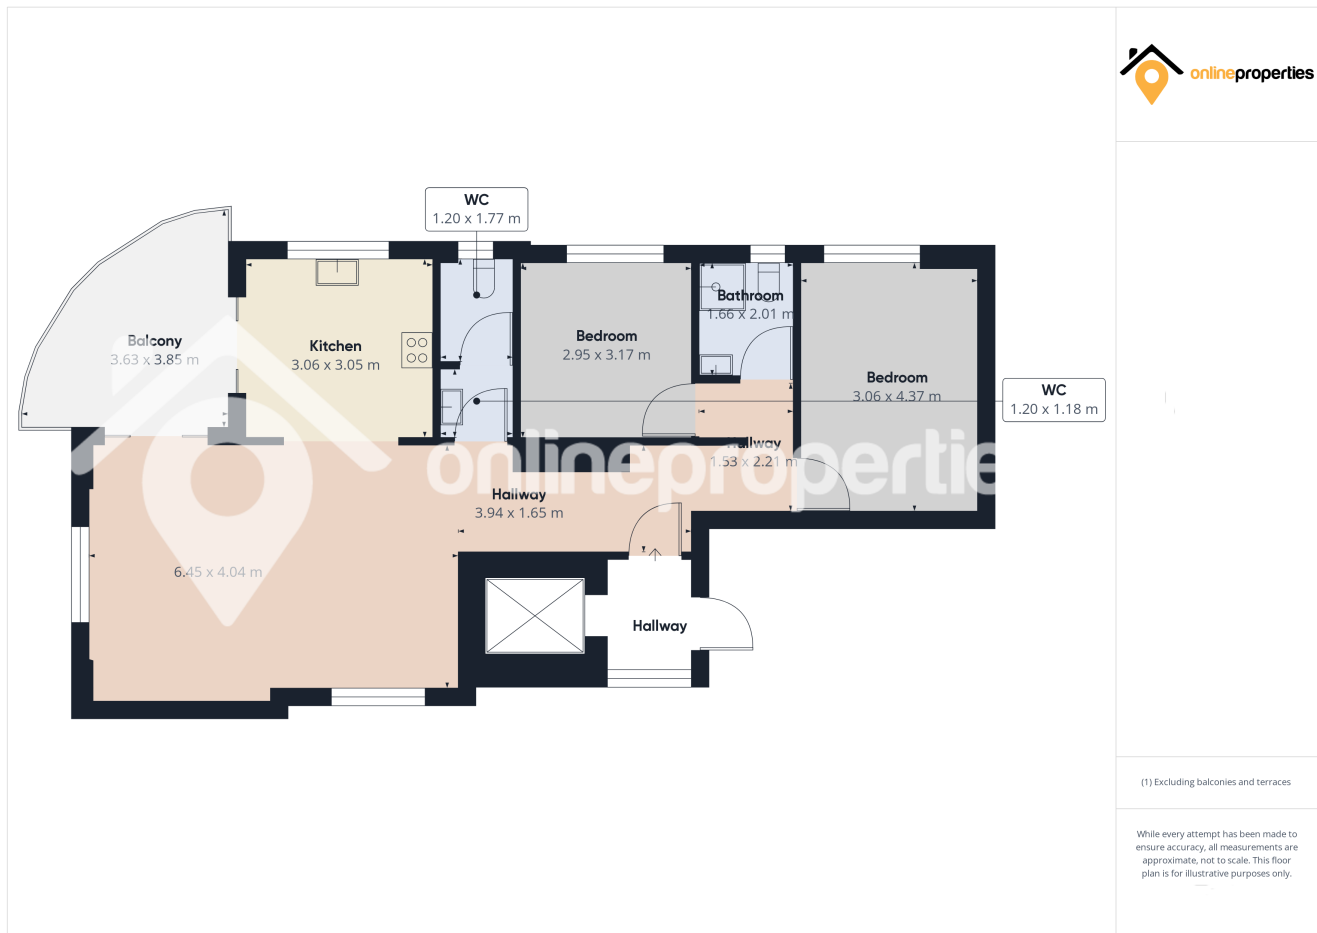 onlineproperties
WC
1.20 x 1.77 m
Balcony
3.63 x 3.85 m
Kitchen
3.06 x 3.05 m
Bedroom
2.95 x 3.17 m
Bathroom
1.66 x 2.01 m
Bedroom
3.06 x 4.37 m
WC
1.20 x 1.18 m
Hallway
1.53 x 2.21 m
onlinepropertie
Hallway
3.94 x 1.65 m
6.45 x 4.04 m
Hallway
(1) Excluding balconies and terraces
While every attempt has been made to
ensure accuracy, all measurements are
approximate, not to scale. This floor
plan is for illustrative purposes only.